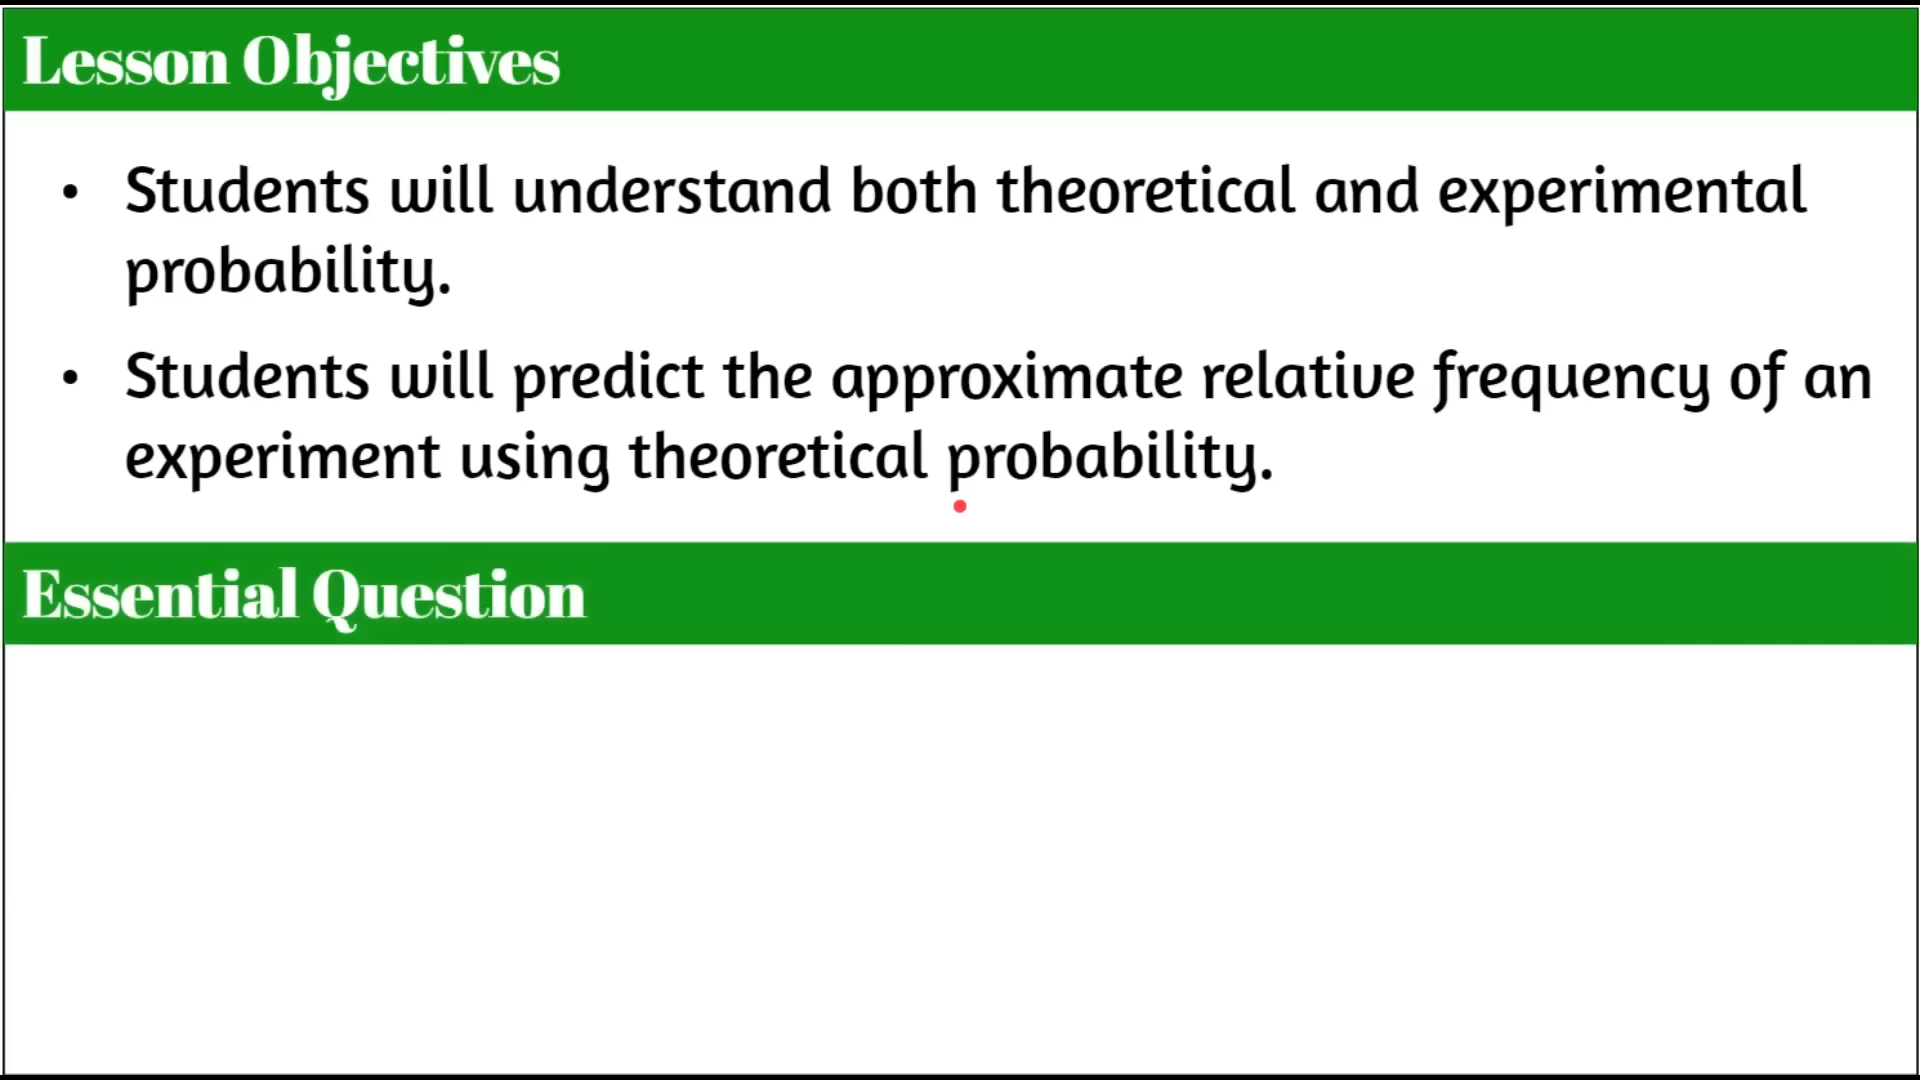 Lesson Objectives
• Students will understand both theoretical and experimental
probability.
• Students will predict the approximate relative frequency of an
experiment using theoretical probability.
Essential Question